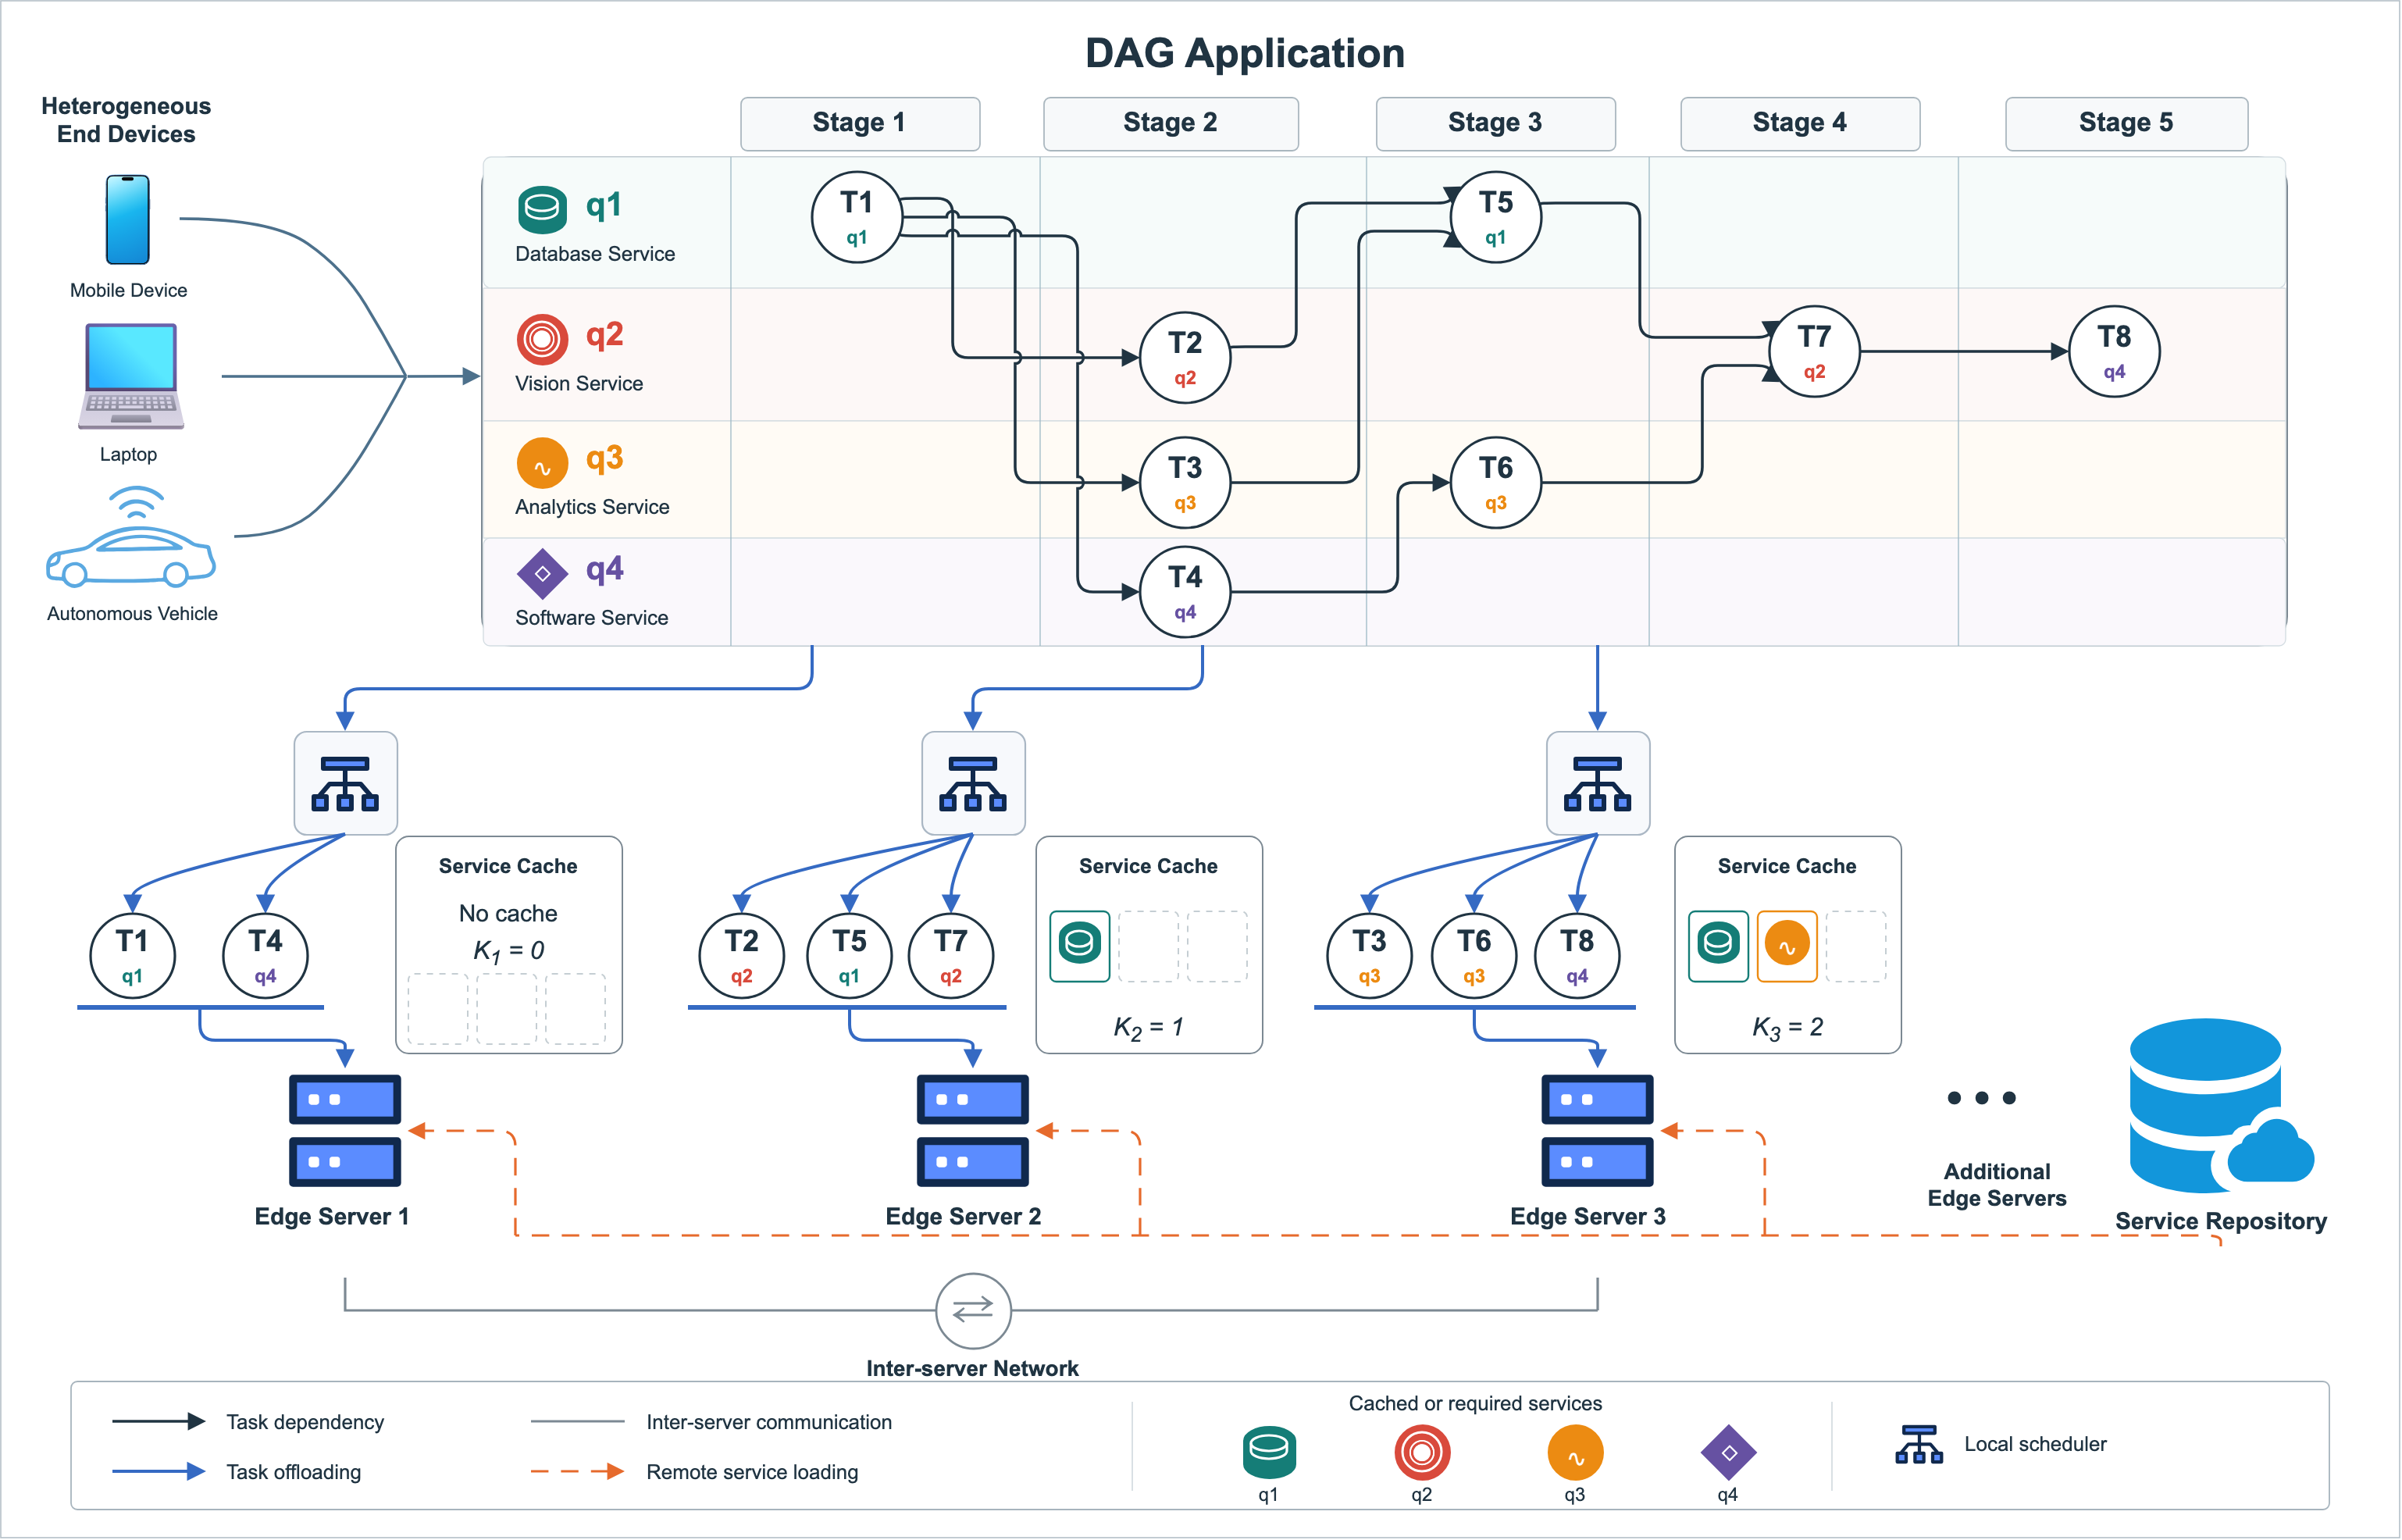 DAG Application
Heterogeneous
End Devices
Mobile Device
Laptop
Autonomous Vehicle
Stage 1
Stage 2
Stage 3
Stage 4
Stage 5
q1
Database Service
T1
q1
T5
q1
q2
Vision Service
T2
q2
T7
q2
T8
q4
q3
Analytics Service
T3
q3
T6
q3
q4
Software Service
T4
q4
T1
q1
T4
q4
Service Cache
No cache
K1 = 0
T2
q2
T5
q1
T7
q2
Service Cache
K2 = 1
T3
q3
T6
q3
T8
q4
Service Cache
K3 = 2
Edge Server 1
Edge Server 2
Edge Server 3
Additional
Edge Servers
Service Repository
Inter-server Network
Task dependency
Task offloading
Inter-server communication
Remote service loading
Cached or required services
q1
q2
q3
q4
Local scheduler